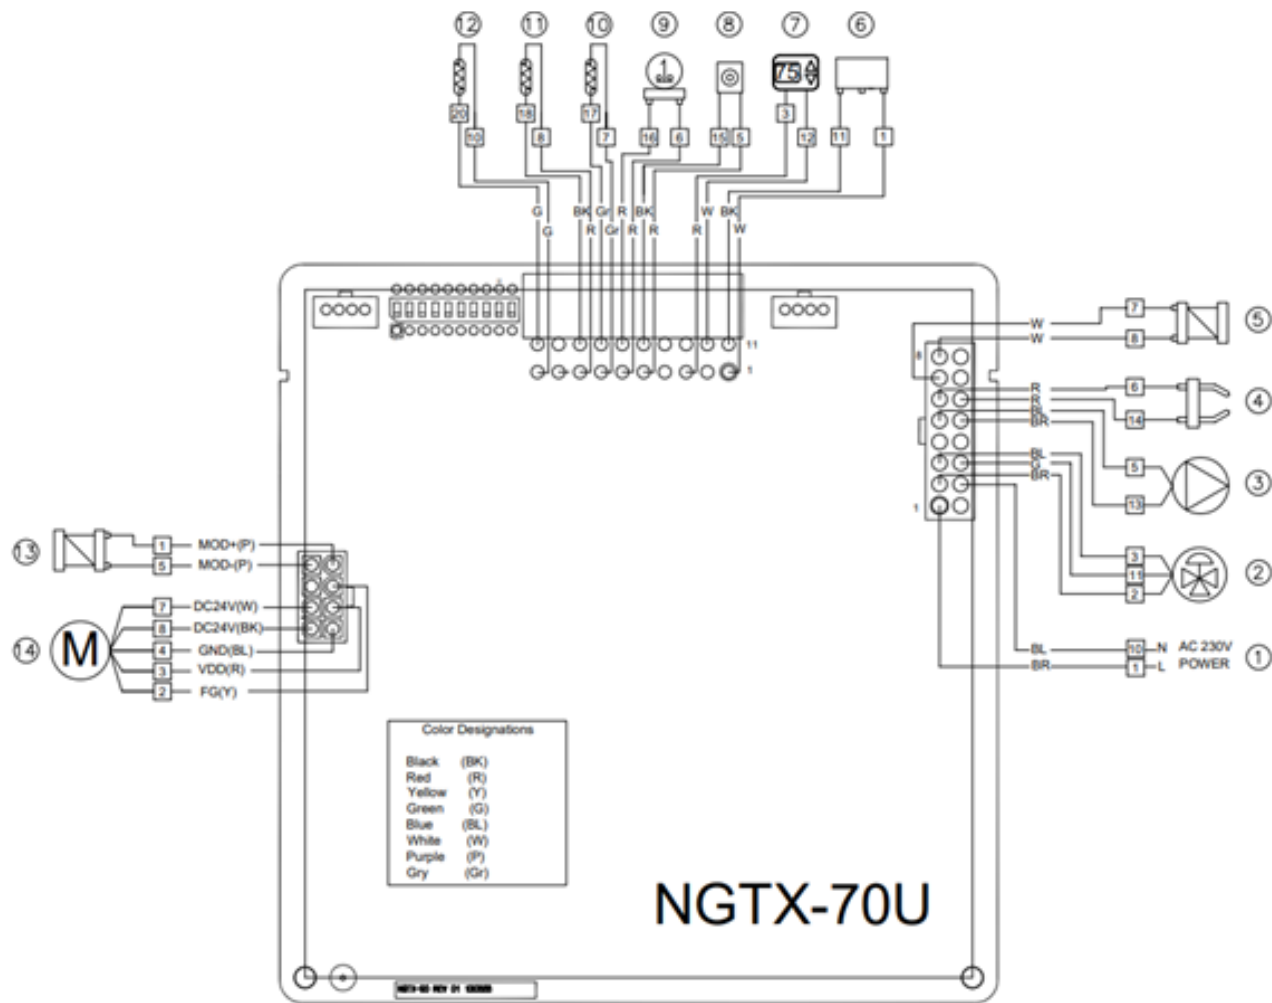 ⑫ ⑪ ⑩ ⑨ ⑧ ⑦ ⑥
1 75
20 18 17 3
10 8 7 16 6 15 5 12 11 1
G BK Gr R BK W BK
G R Gr R R R W
11
1
7 W ⑤
8 W
8
R 6 ④
R 14
BL
BR
5 ③
BL
G
BR
13
1
3
11 ②
2
BL 10 N AC 230V ①
BR 1 L POWER
⑬ 1 MOD+(P)
5 MOD-(P)
7 DC24V(W)
8 DC24V(BK)
⑭ M 4 GND(BL)
3 VDD(R)
2 FG(Y)
Color Designations
Black (BK)
Red (R)
Yellow (Y)
Green (G)
Blue (BL)
White (W)
Purple (P)
Gry (Gr)
NGTX-70U